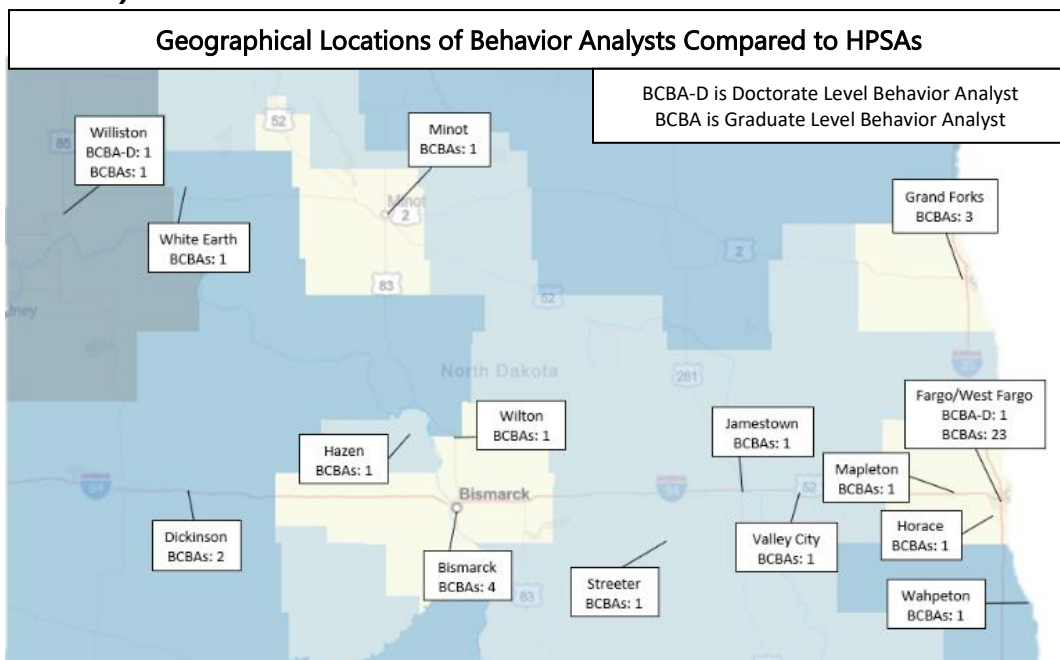 Geographical Locations of Behavior Analysts Compared to HPSAs
BCBA-D is Doctorate Level Behavior Analyst
BCBA is Graduate Level Behavior Analyst
52
Minot
BCBAs: 1
Williston
BCBA-D: 1
BCBAs: 1
85
Grand Forks
BCBAs: 3
Minot
2
White Earth
BCBAs: 1
2
83
52
North Dakota
281
Fargo/West Fargo
BCBA-D: 1
BCBAs: 23
Wilton
BCBAs: 1
Jamestown
BCBAs: 1
Hazen
BCBAs: 1
Mapleton
BCBAs: 1
94
Bismarck
94
52
Dickinson
BCBAs: 2
Valley City
BCBAs: 1
Horace
BCBAs: 1
Bismarck
BCBAs: 4
Streeter
BCBAs: 1
83
Wahpeton
BCBAs: 1